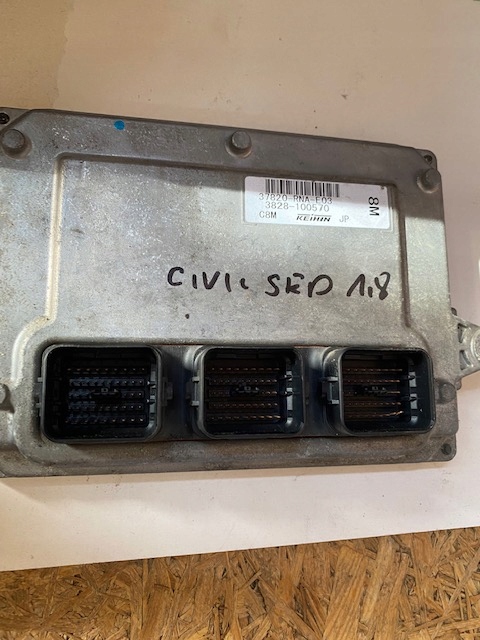 37820-RNA-E03
3828-100570
C8M KEIHIN JP
8M
CIVIC SED 1,8